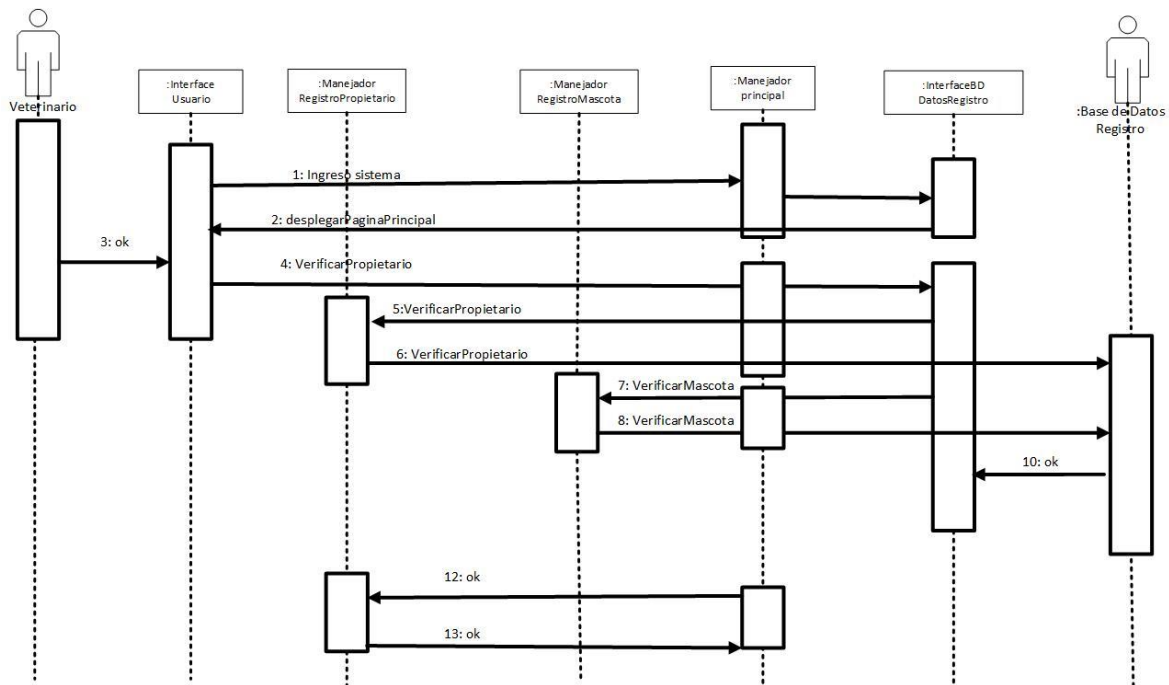 Veterinario
:Interface
Usuario
:Manejador
RegistroPropietario
:Manejador
RegistroMascota
:Manejador
principal
:InterfaceBD
DatosRegistro
:Base de Datos
Registro
1: Ingreso sistema
2: desplegarPaginaPrincipal
3: ok
4: VerificarPropietario
5:VerificarPropietario
6: VerificarPropietario
7: VerificarMascota
8: VerificarMascota
10: ok
12: ok
13: ok